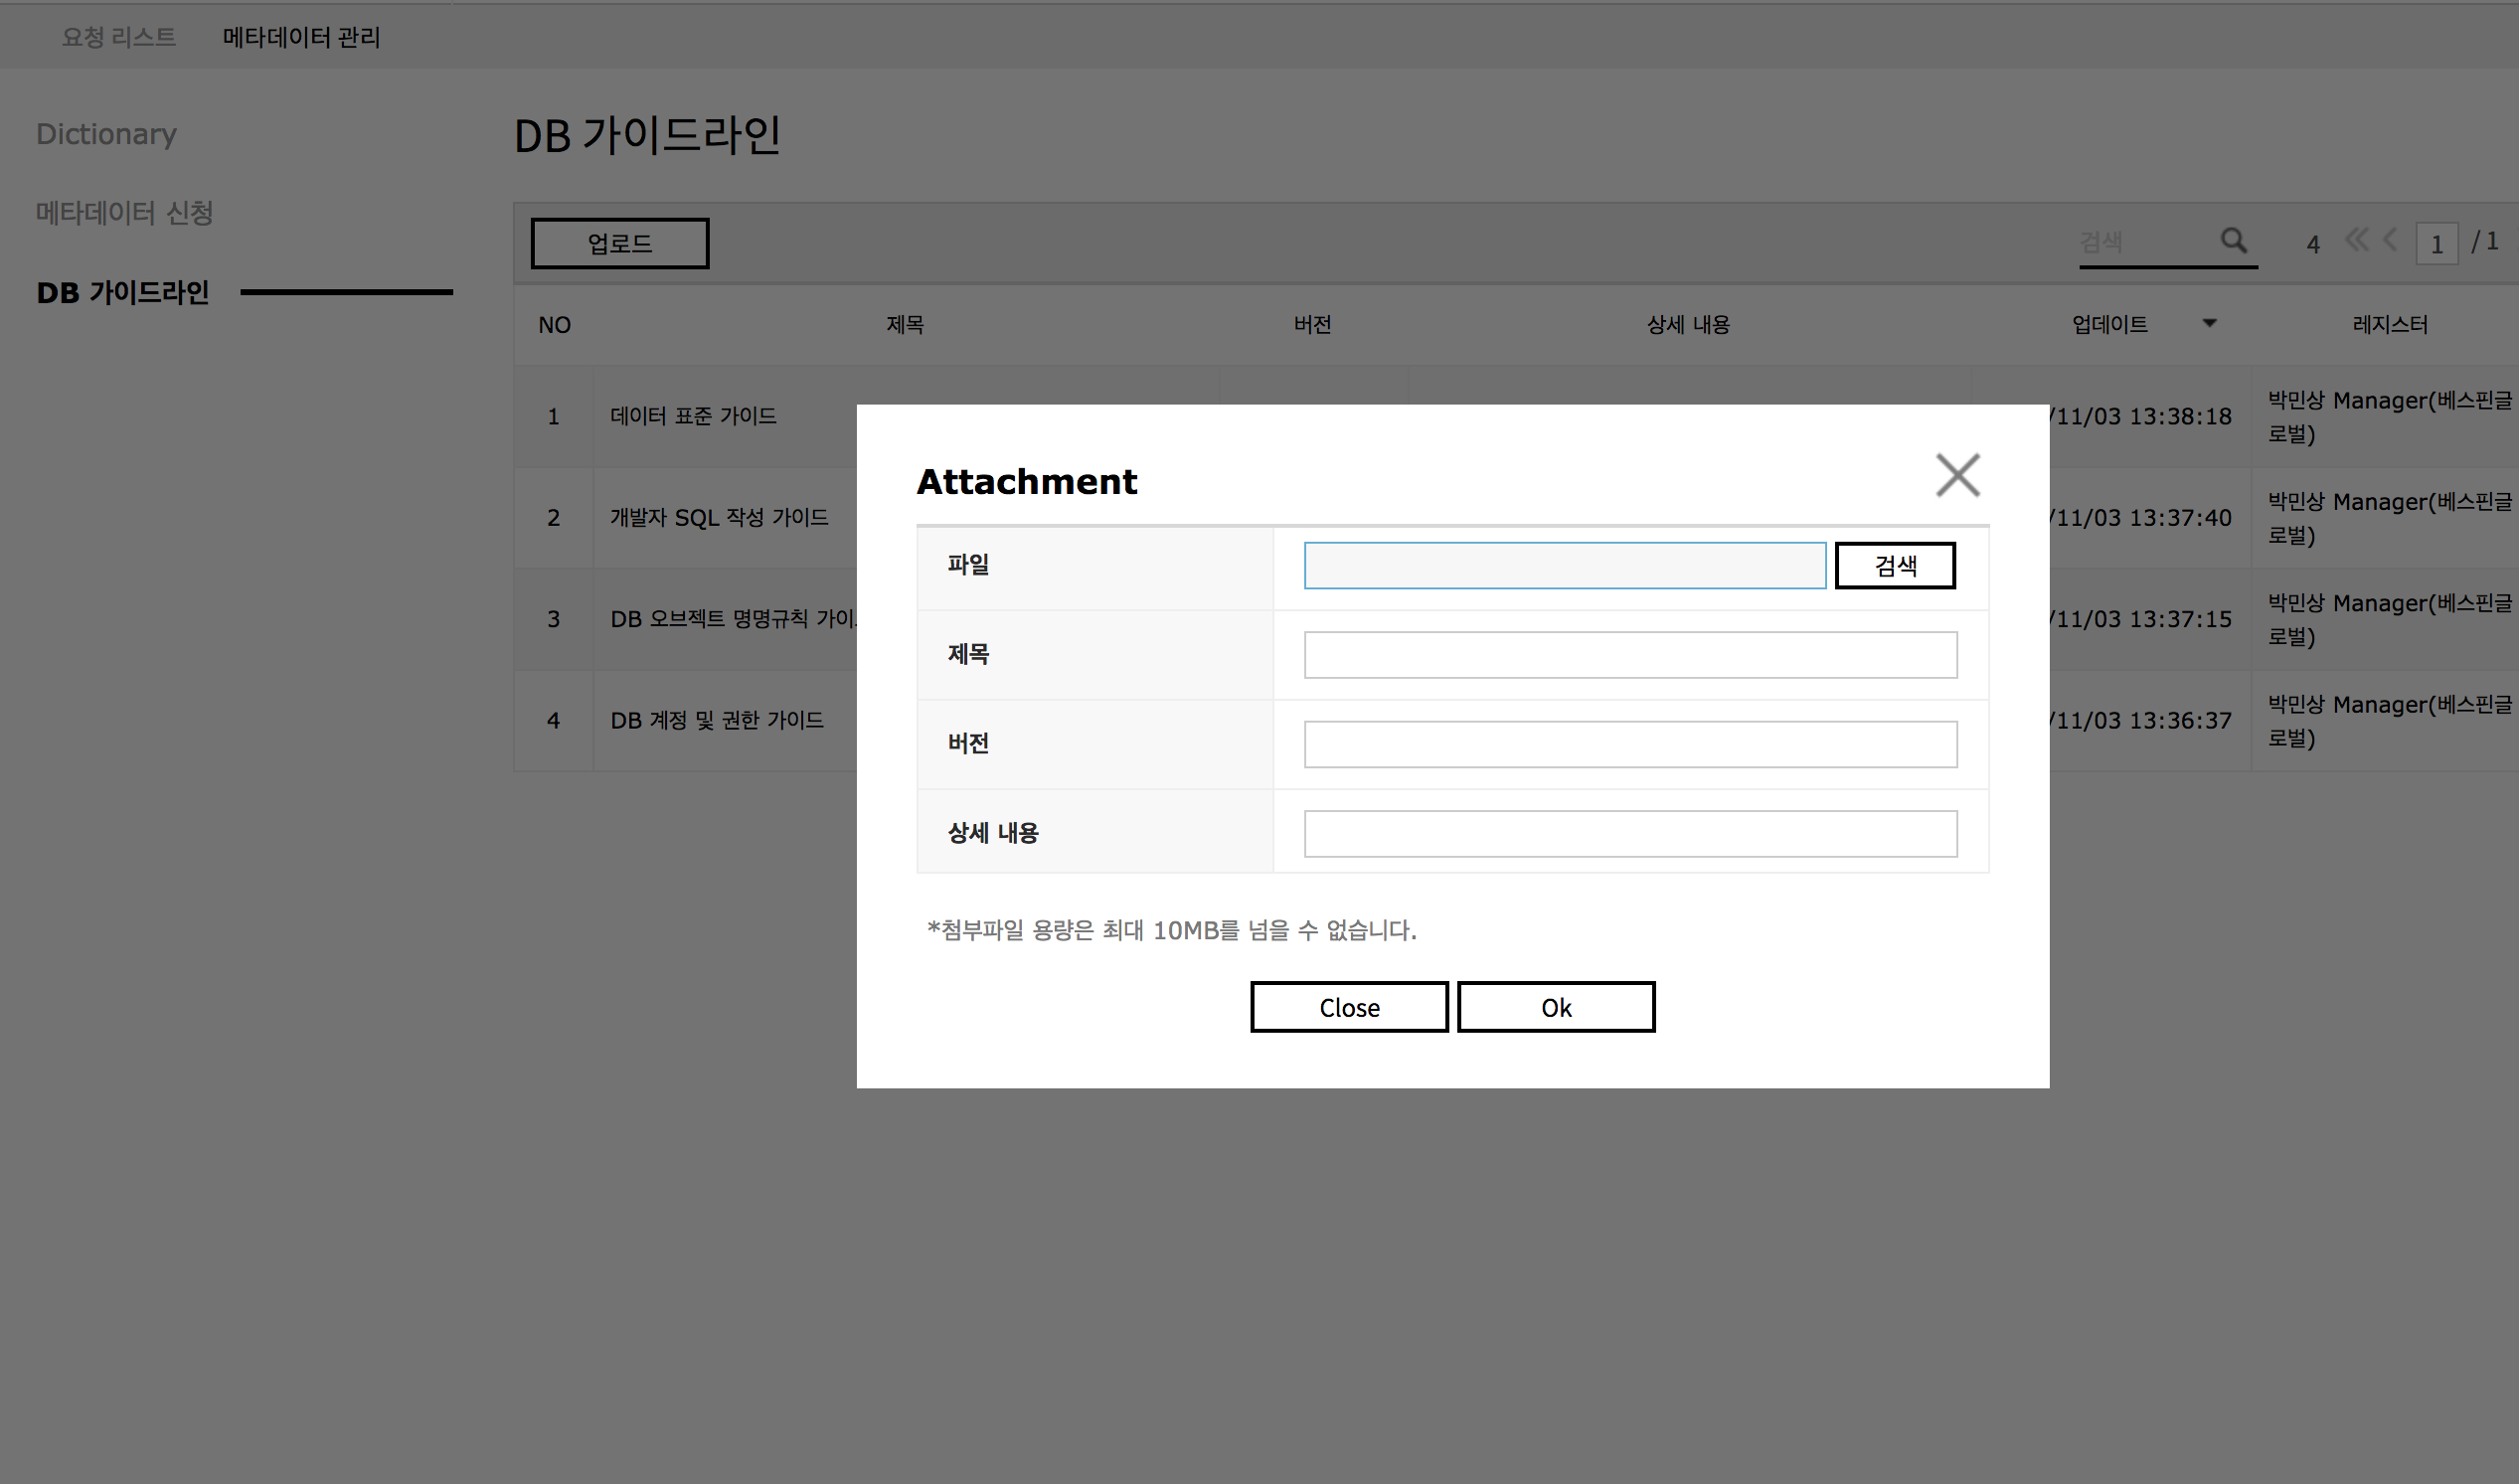 요청 리스트 메타데이터 관리
Dictionary
메타데이터 신청
DB 가이드라인
DB 가이드라인
업로드
검색 4 1 / 1
NO 제목 버전 상세 내용 업데이트 레지스터
1 데이터 표준 가이드 /11/03 13:38:18 박민상 Manager(베스핀글
로벌)
2 개발자 SQL 작성 가이드 /11/03 13:37:40 박민상 Manager(베스핀글
로벌)
3 DB 오브젝트 명명규칙 가이 /11/03 13:37:15 박민상 Manager(베스핀글
로벌)
4 DB 계정 및 권한 가이드 /11/03 13:36:37 박민상 Manager(베스핀글
로벌)
Attachment
파일 검색
제목
버전
상세 내용
*첨부파일 용량은 최대 10MB를 넘을 수 없습니다.
Close Ok